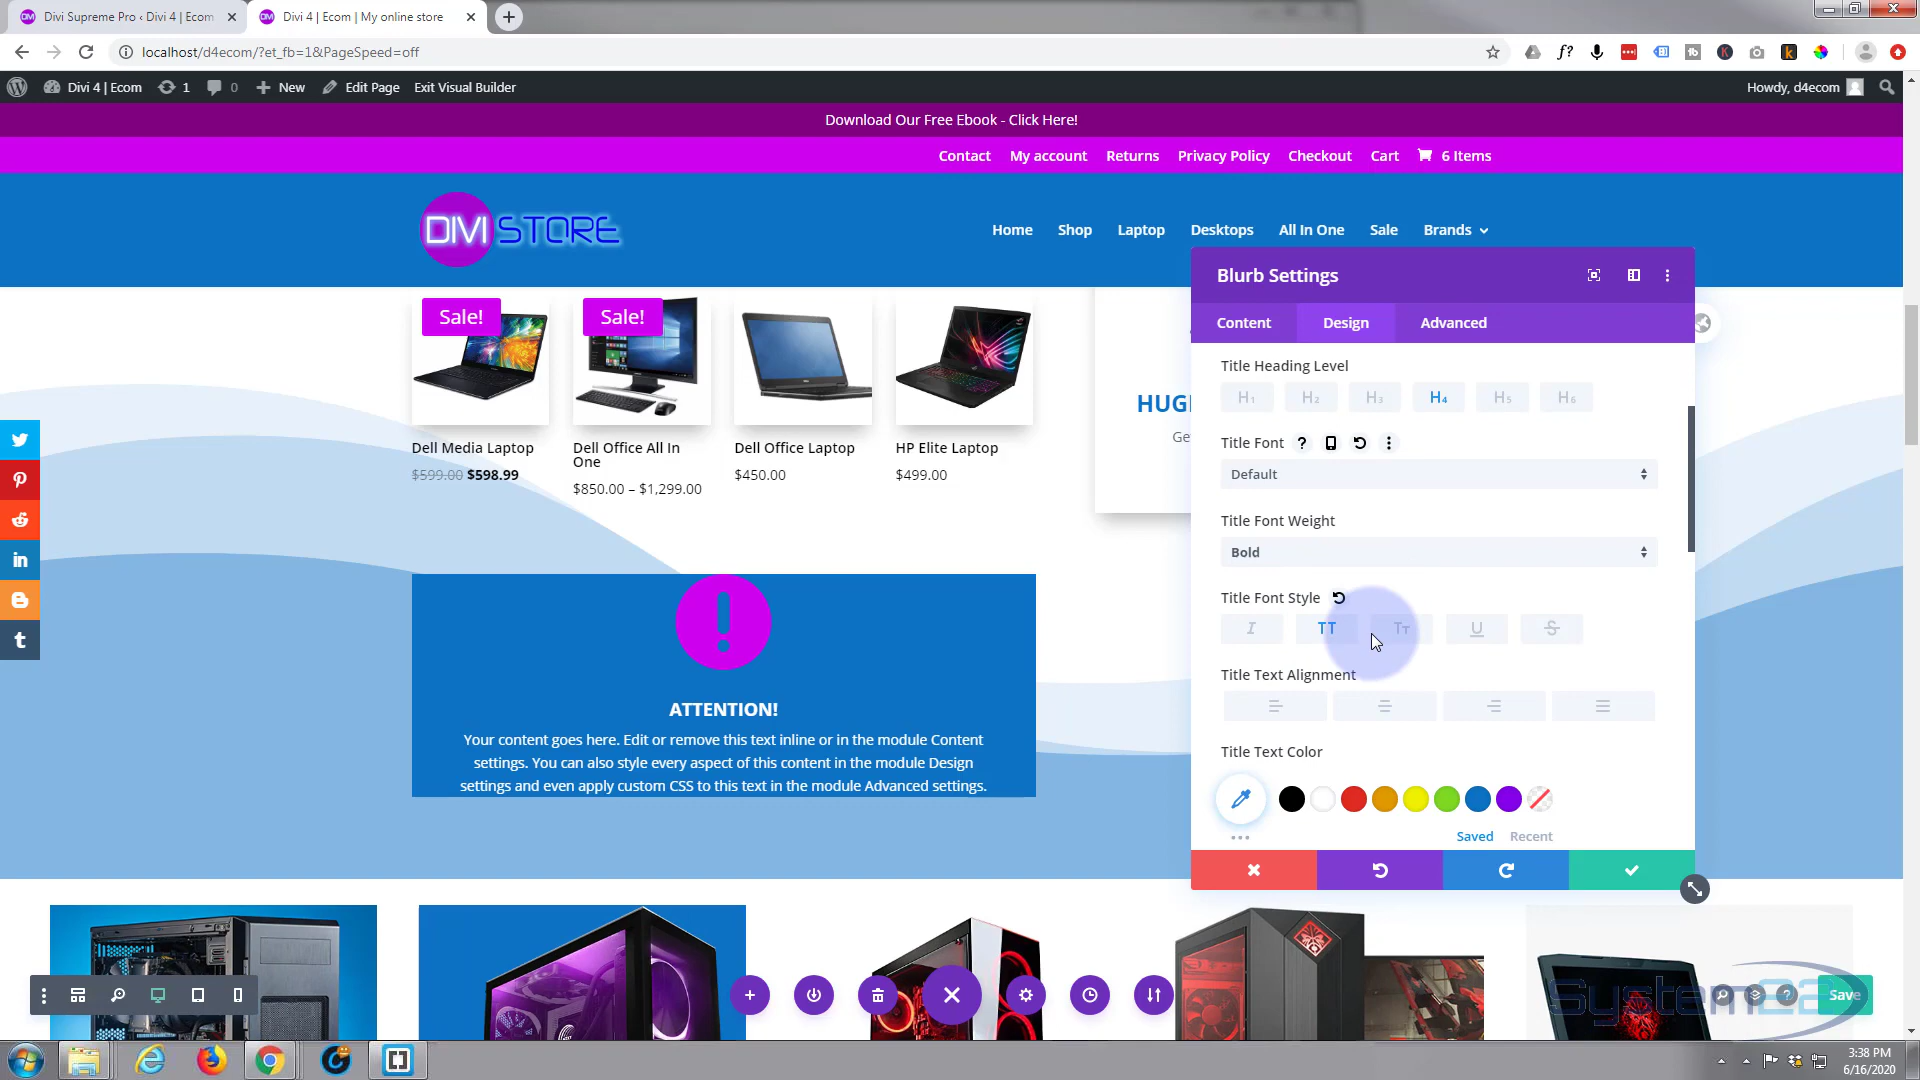 Divi Supreme Pro ‹ Divi 4 | Ecom
Divi 4 | Ecom | My online store
localhost/d4ecom/?et_fb=1&PageSpeed=off
Divi 4 | Ecom 1 0 New Edit Page Exit Visual Builder
Howdy, d4ecom
Download Our Free Ebook - Click Here!
Contact My account Returns Privacy Policy Checkout Cart 6 Items
DIVI STORE
Home Shop Laptop Desktops All In One Sale Brands
Blurb Settings
Content Design Advanced
Sale!
Sale!
HUG
Ge
Dell Media Laptop
$599.00 $598.99
Dell Office All In
One
$850.00 – $1,299.00
Dell Office Laptop
$450.00
HP Elite Laptop
$499.00
Title Heading Level
H1 H2 H3 H4 H5 H6
Title Font ?
Default
Title Font Weight
Bold
Title Font Style
I TT Tт U S
Title Text Alignment
Title Text Color
Saved Recent
ATTENTION!
Your content goes here. Edit or remove this text inline or in the module Content
settings. You can also style every aspect of this content in the module Design
settings and even apply custom CSS to this text in the module Advanced settings.
Save
System22
3:38 PM
6/16/2020